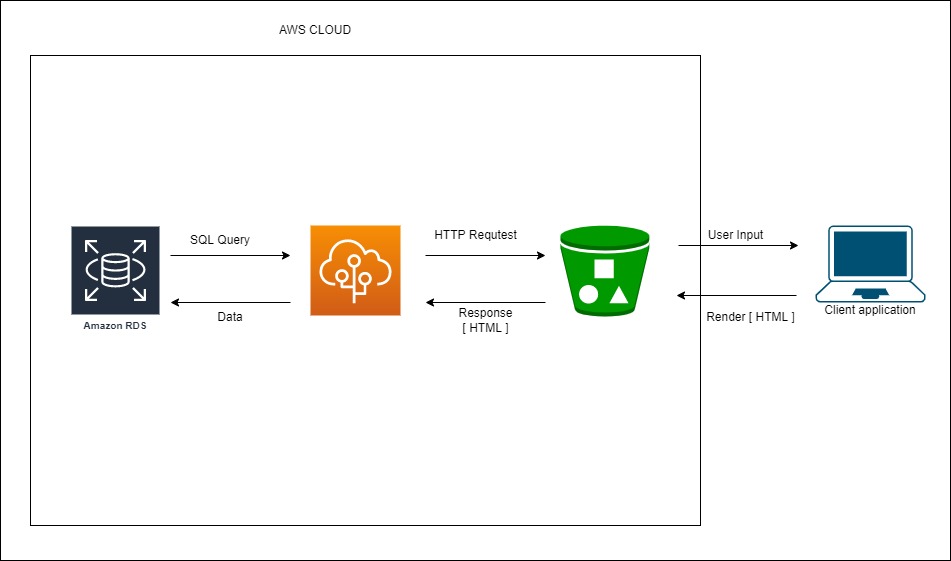 AWS CLOUD
SQL Query
HTTP Requtest
User Input
Amazon RDS
Data
Response
[ HTML ]
Render [ HTML ]
Client application